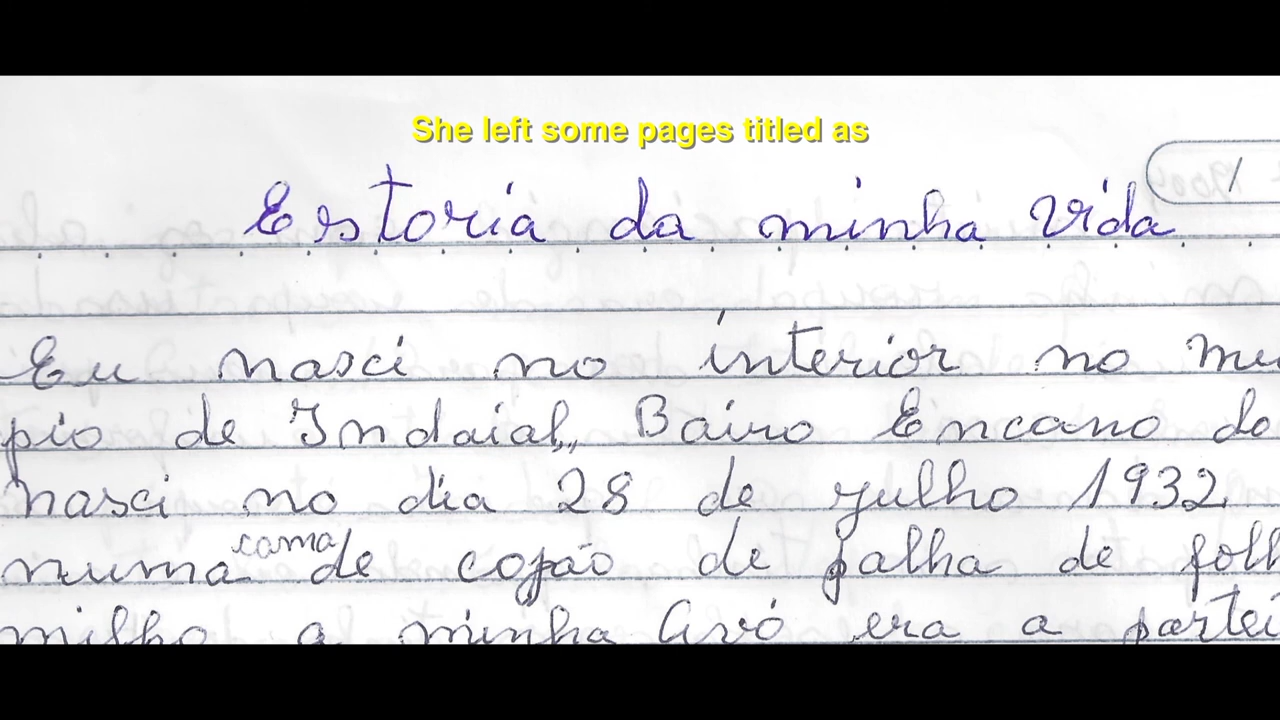 She left some pages titled as
1
Estoria da minha vida
Eu nasci no interior no mu
pio de Indaial,, Bairo Encano do
nasci no dia 28 de julho 1932
cama
numa de copão de palha de folh
milho a minha avó era a partei